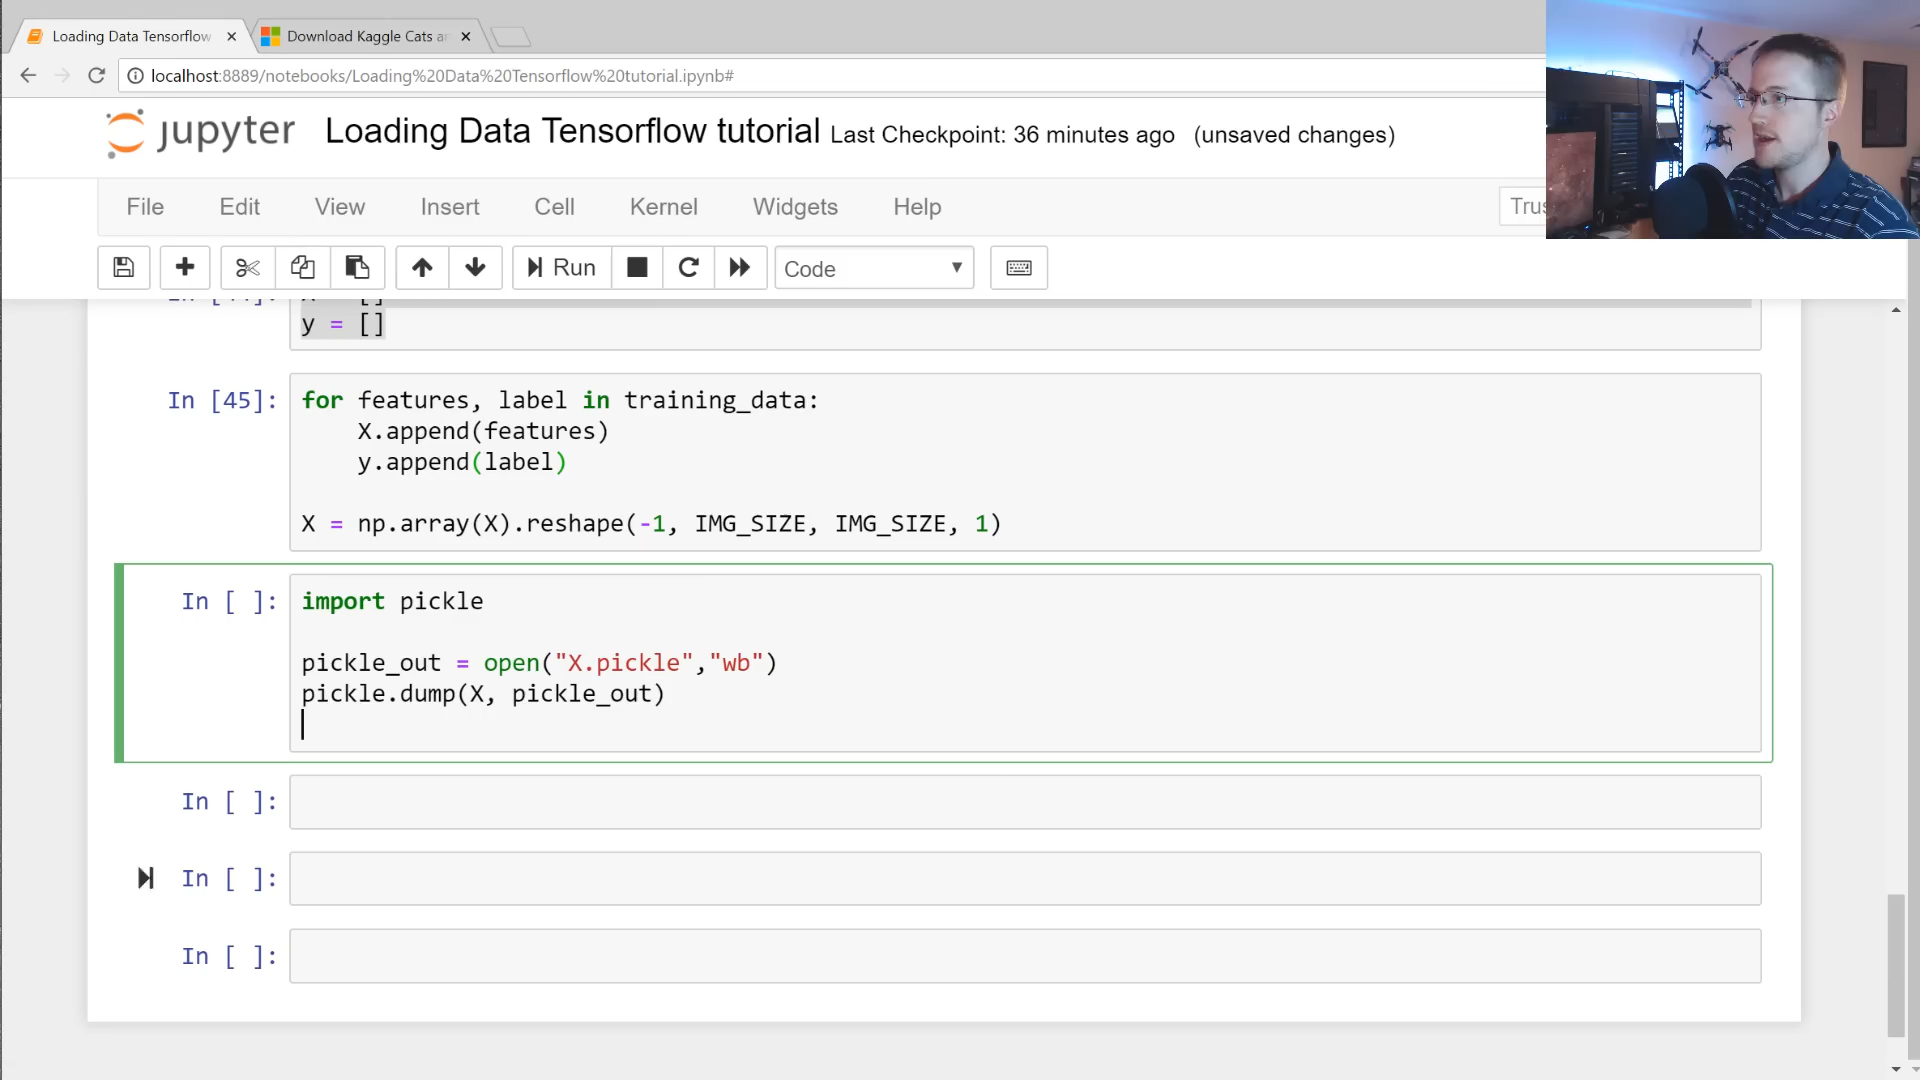 Loading Data Tensorflow
Download Kaggle Cats
localhost:8889/notebooks/Loading%20Data%20Tensorflow%20tutorial.ipynb#
jupyter Loading Data Tensorflow tutorial Last Checkpoint: 36 minutes ago (unsaved changes)
File Edit View Insert Cell Kernel Widgets Help
Run Code
y = []
In [45]: for features, label in training_data:
X.append(features)
y.append(label)
X = np.array(X).reshape(-1, IMG_SIZE, IMG_SIZE, 1)
In [ ]: import pickle
pickle_out = open("X.pickle","wb")
pickle.dump(X, pickle_out)
In [ ]:
In [ ]:
In [ ]: